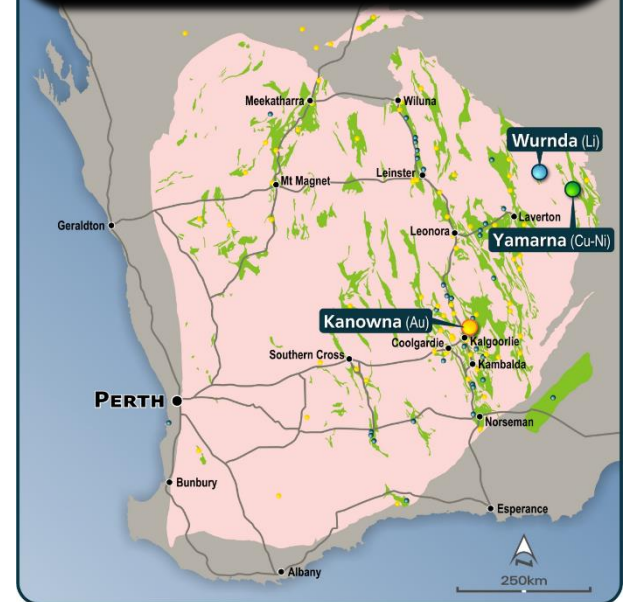 Meekatharra
Wiluna
Wurnda (Li)
Leinster
Mt Magnet
Laverton
Geraldton
Leonora
Yamarna (Cu-Ni)
Kanowna (Au)
Coolgardie
Kalgoorlie
Southern Cross
Kambalda
PERTH
Norseman
Bunbury
Esperance
Albany
250km